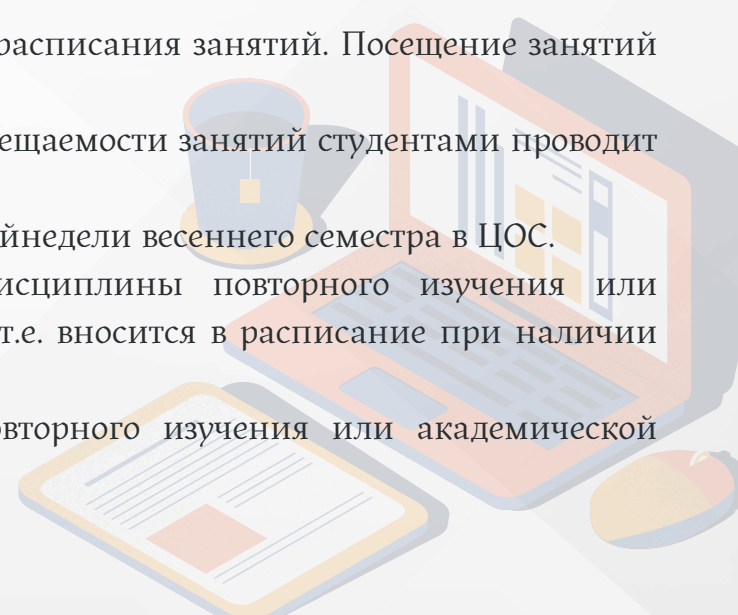 расписания занятий. Посещение занятий
ещаемости занятий студентами проводит
йнедели весеннего семестра в ЦОС.
исциплины повторного изучения или
т.е. вносится в расписание при наличии
овторного изучения или академической